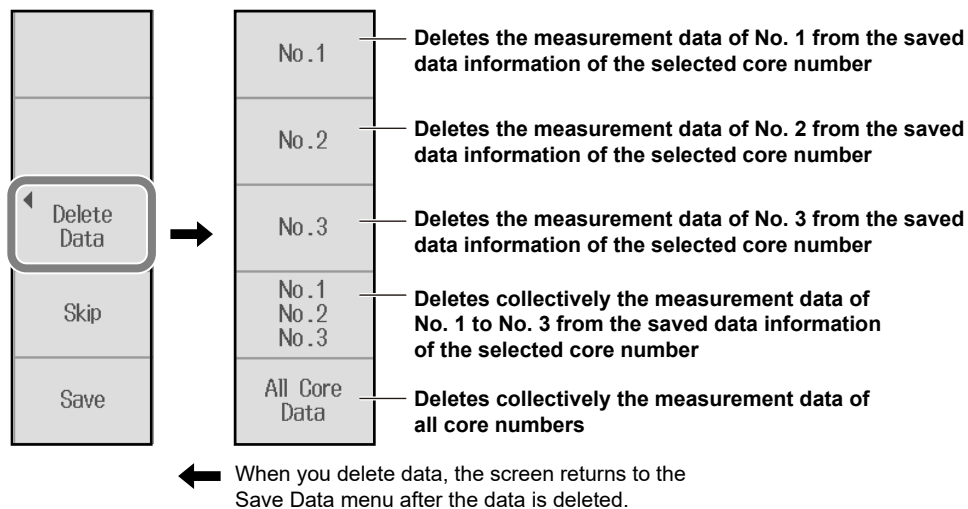 Delete
Data
Skip
Save
No.1
No.2
No.3
No.1
No.2
No.3
All Core
Data
Deletes the measurement data of No. 1 from the saved
data information of the selected core number
Deletes the measurement data of No. 2 from the saved
data information of the selected core number
Deletes the measurement data of No. 3 from the saved
data information of the selected core number
Deletes collectively the measurement data of
No. 1 to No. 3 from the saved data information
of the selected core number
Deletes collectively the measurement data of
all core numbers
When you delete data, the screen returns to the
Save Data menu after the data is deleted.